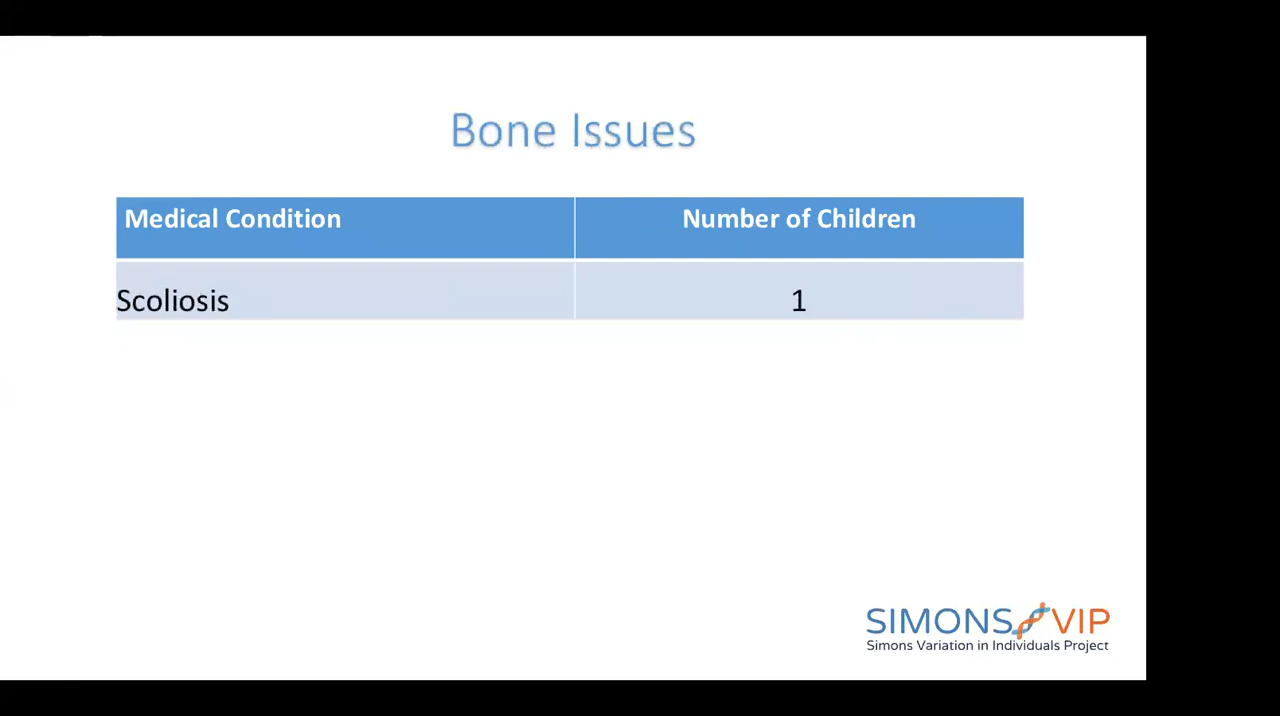 Bone Issues
Medical Condition Number of Children
Scoliosis 1
SIMONS VIP
Simons Variation in Individuals Project